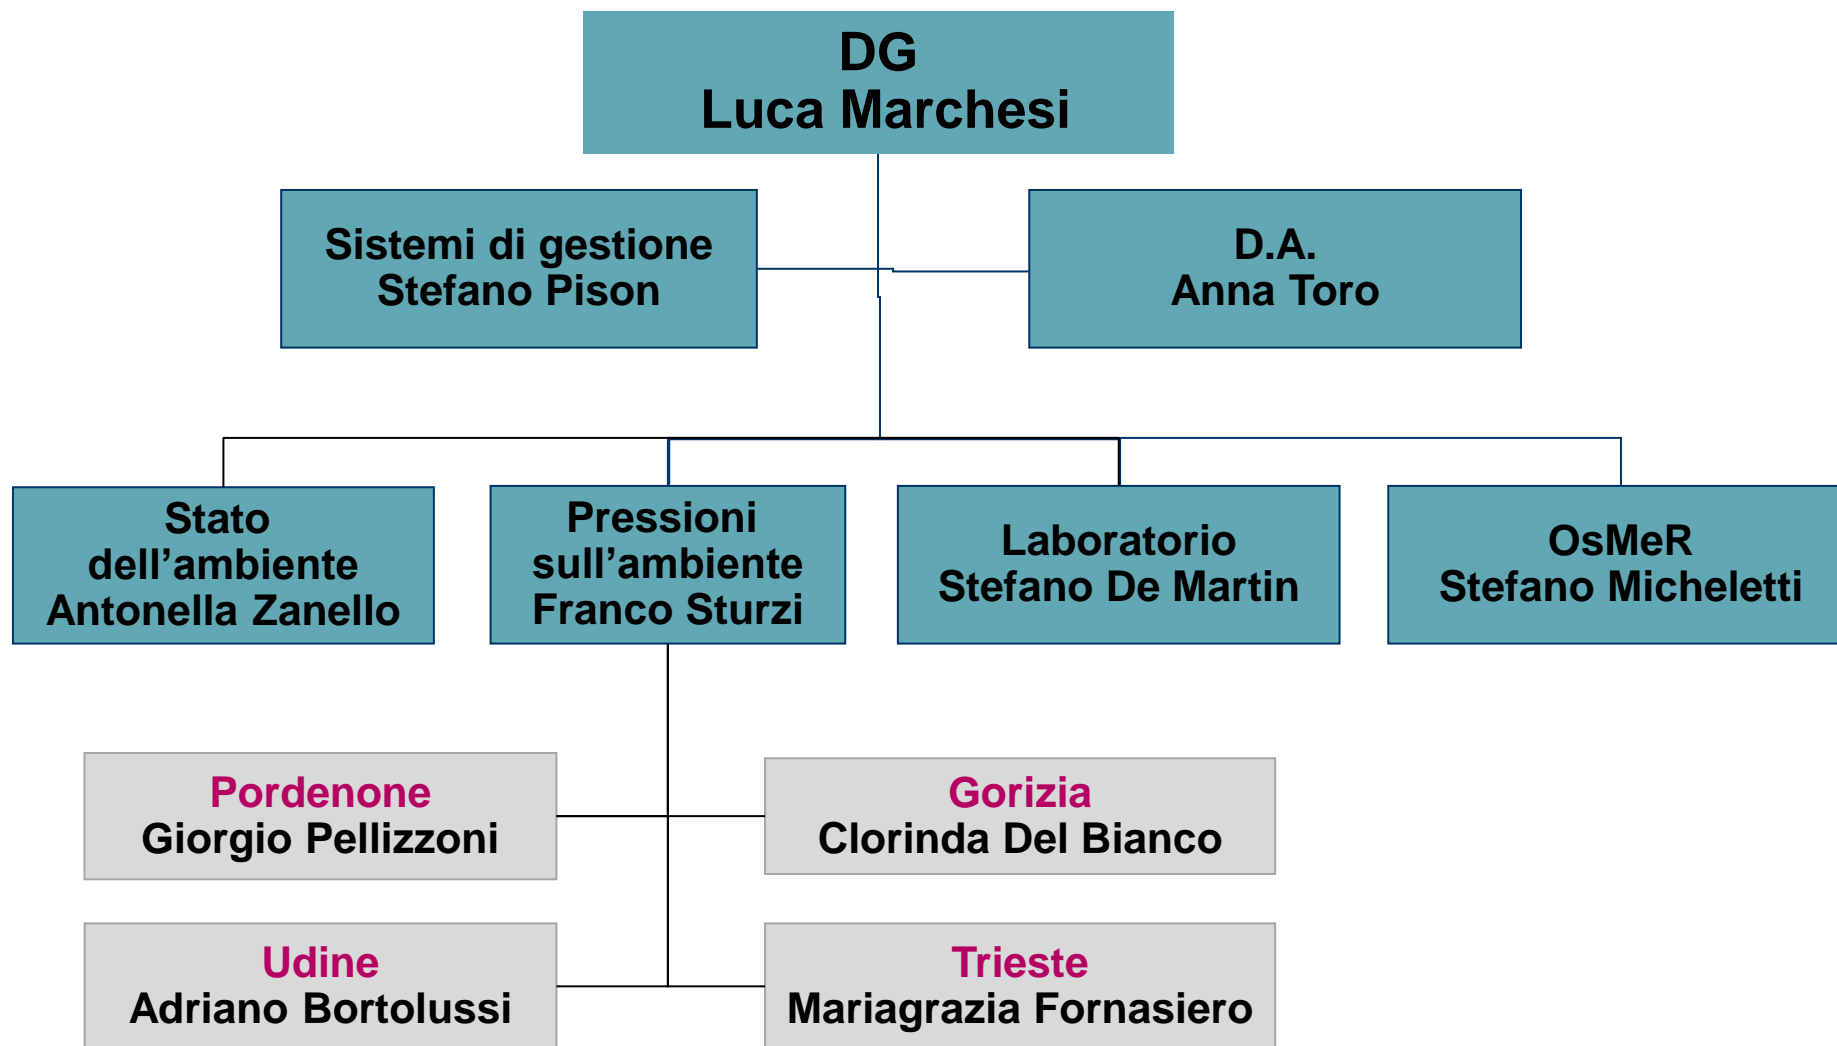 DG
Luca Marchesi
Sistemi di gestione
Stefano Pison
D.A.
Anna Toro
Stato
dell’ambiente
Antonella Zanello
Pressioni
sull’ambiente
Franco Sturzi
Laboratorio
Stefano De Martin
OsMeR
Stefano Micheletti
Pordenone
Giorgio Pellizzoni
Gorizia
Clorinda Del Bianco
Udine
Adriano Bortolussi
Trieste
Mariagrazia Fornasiero